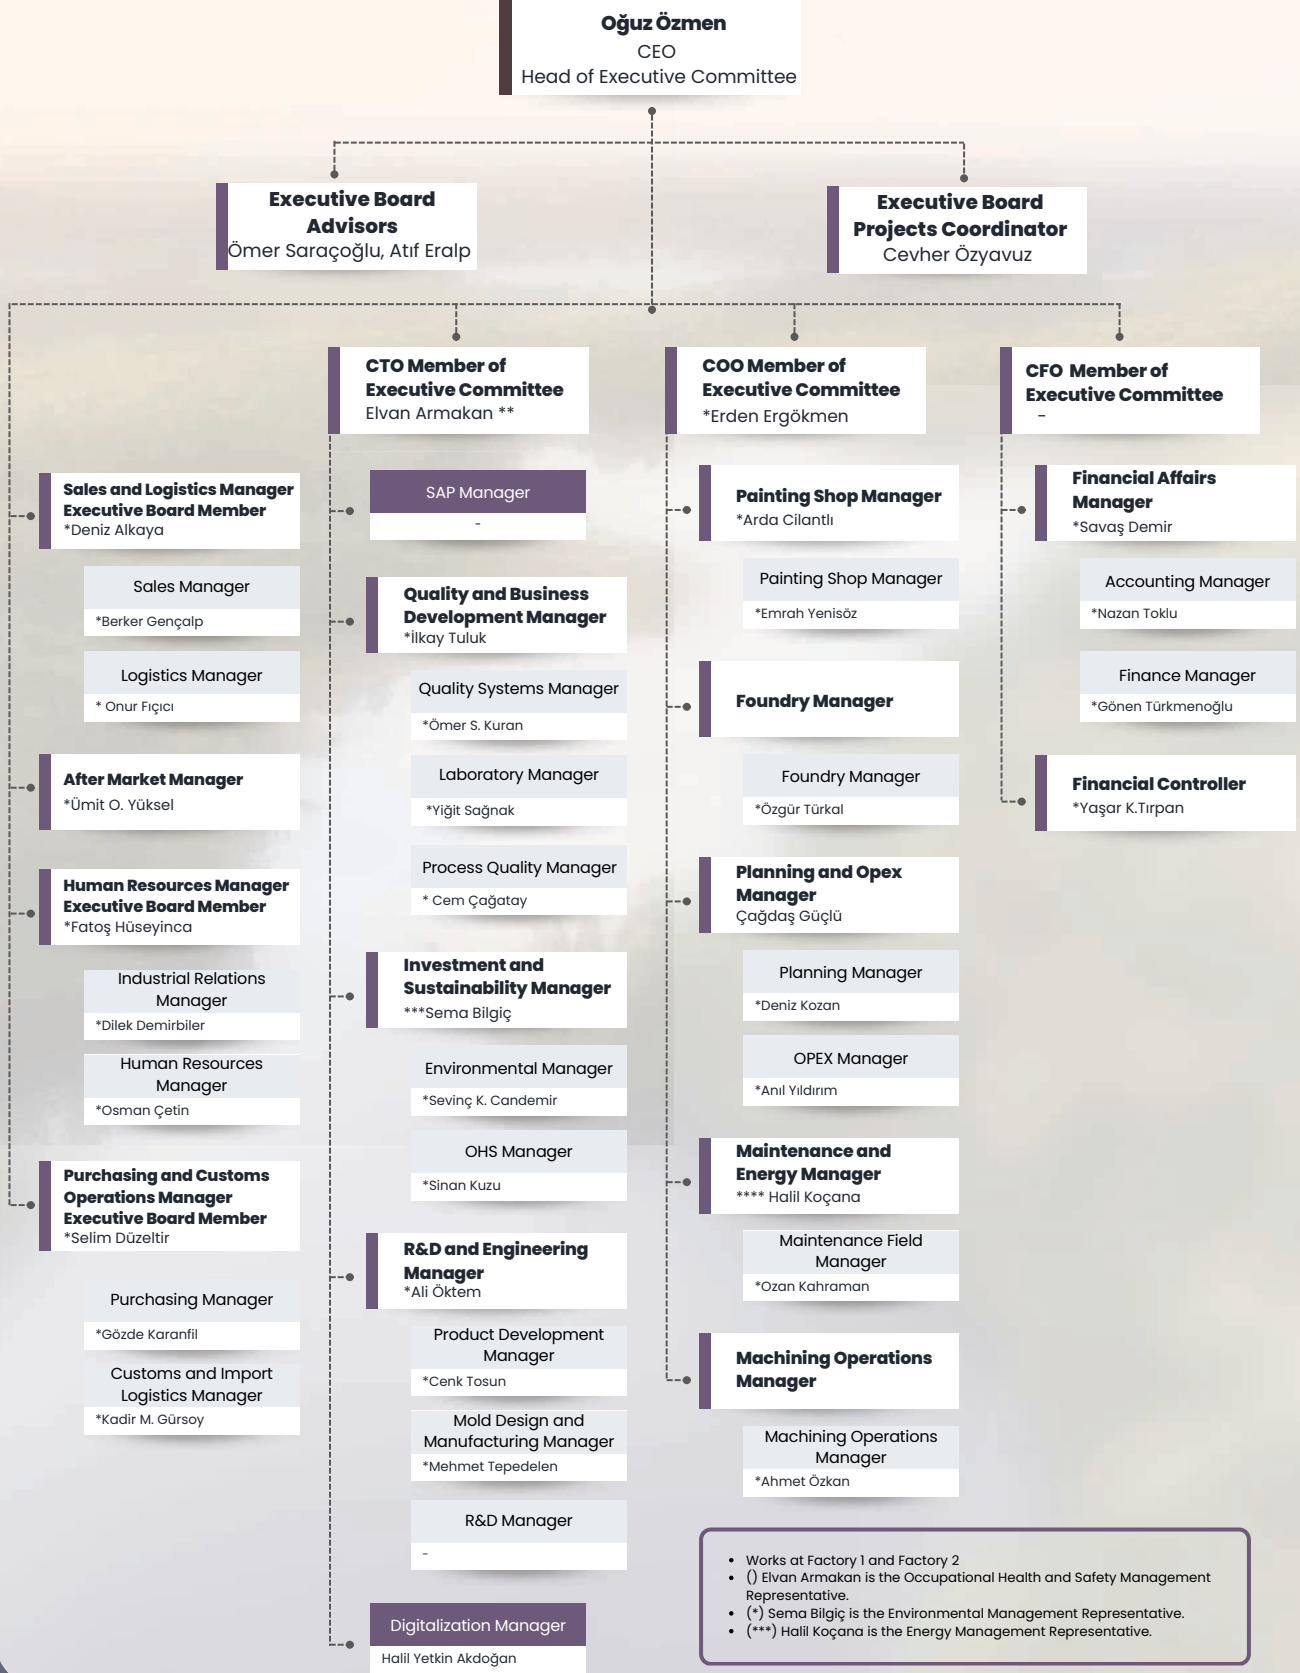 Oğuz Özmen
CEO
Head of Executive Committee
Executive Board
Advisors
Ömer Saraçoğlu, Atıf Eralp
Executive Board
Projects Coordinator
Cevher Özyavuz
Sales and Logistics Manager
Executive Board Member
*Deniz Alkaya
Sales Manager
*Berker Gençalp
Logistics Manager
* Onur Fıçıcı
After Market Manager
*Ümit O. Yüksel
Human Resources Manager
Executive Board Member
*Fatoş Hüseyinca
Industrial Relations
Manager
*Dilek Demirbiler
Human Resources
Manager
*Osman Çetin
Purchasing and Customs
Operations Manager
Executive Board Member
*Selim Düzeltir
Purchasing Manager
*Gözde Karanfil
Customs and Import
Logistics Manager
*Kadir M. Gürsoy
CTO Member of
Executive Committee
Elvan Armakan **
SAP Manager
-
Quality and Business
Development Manager
*İlkay Tuluk
Quality Systems Manager
*Ömer S. Kuran
Laboratory Manager
*Yiğit Sağnak
Process Quality Manager
* Cem Çağatay
Investment and
Sustainability Manager
***Sema Bilgiç
Environmental Manager
*Sevinç K. Candemir
OHS Manager
*Sinan Kuzu
R&D and Engineering
Manager
*Ali Öktem
Product Development
Manager
*Cenk Tosun
Mold Design and
Manufacturing Manager
*Mehmet Tepedelen
R&D Manager
-
Digitalization Manager
Halil Yetkin Akdoğan
COO Member of
Executive Committee
*Erden Ergökmen
Painting Shop Manager
*Arda Cilantlı
Painting Shop Manager
*Emrah Yenisöz
Foundry Manager
Foundry Manager
*Özgür Türkal
Planning and Opex
Manager
Çağdaş Güçlü
Planning Manager
*Deniz Kozan
OPEX Manager
*Anıl Yıldırım
Maintenance and
Energy Manager
**** Halil Koçana
Maintenance Field
Manager
*Ozan Kahraman
Machining Operations
Manager
Machining Operations
Manager
*Ahmet Özkan
CFO Member of
Executive Committee
-
Financial Affairs
Manager
*Savaş Demir
Accounting Manager
*Nazan Toklu
Finance Manager
*Gönen Türkmenoğlu
Financial Controller
*Yaşar K.Tırpan
• Works at Factory 1 and Factory 2
• () Elvan Armakan is the Occupational Health and Safety Management
Representative.
• (*) Sema Bilgiç is the Environmental Management Representative.
• (***) Halil Koçana is the Energy Management Representative.